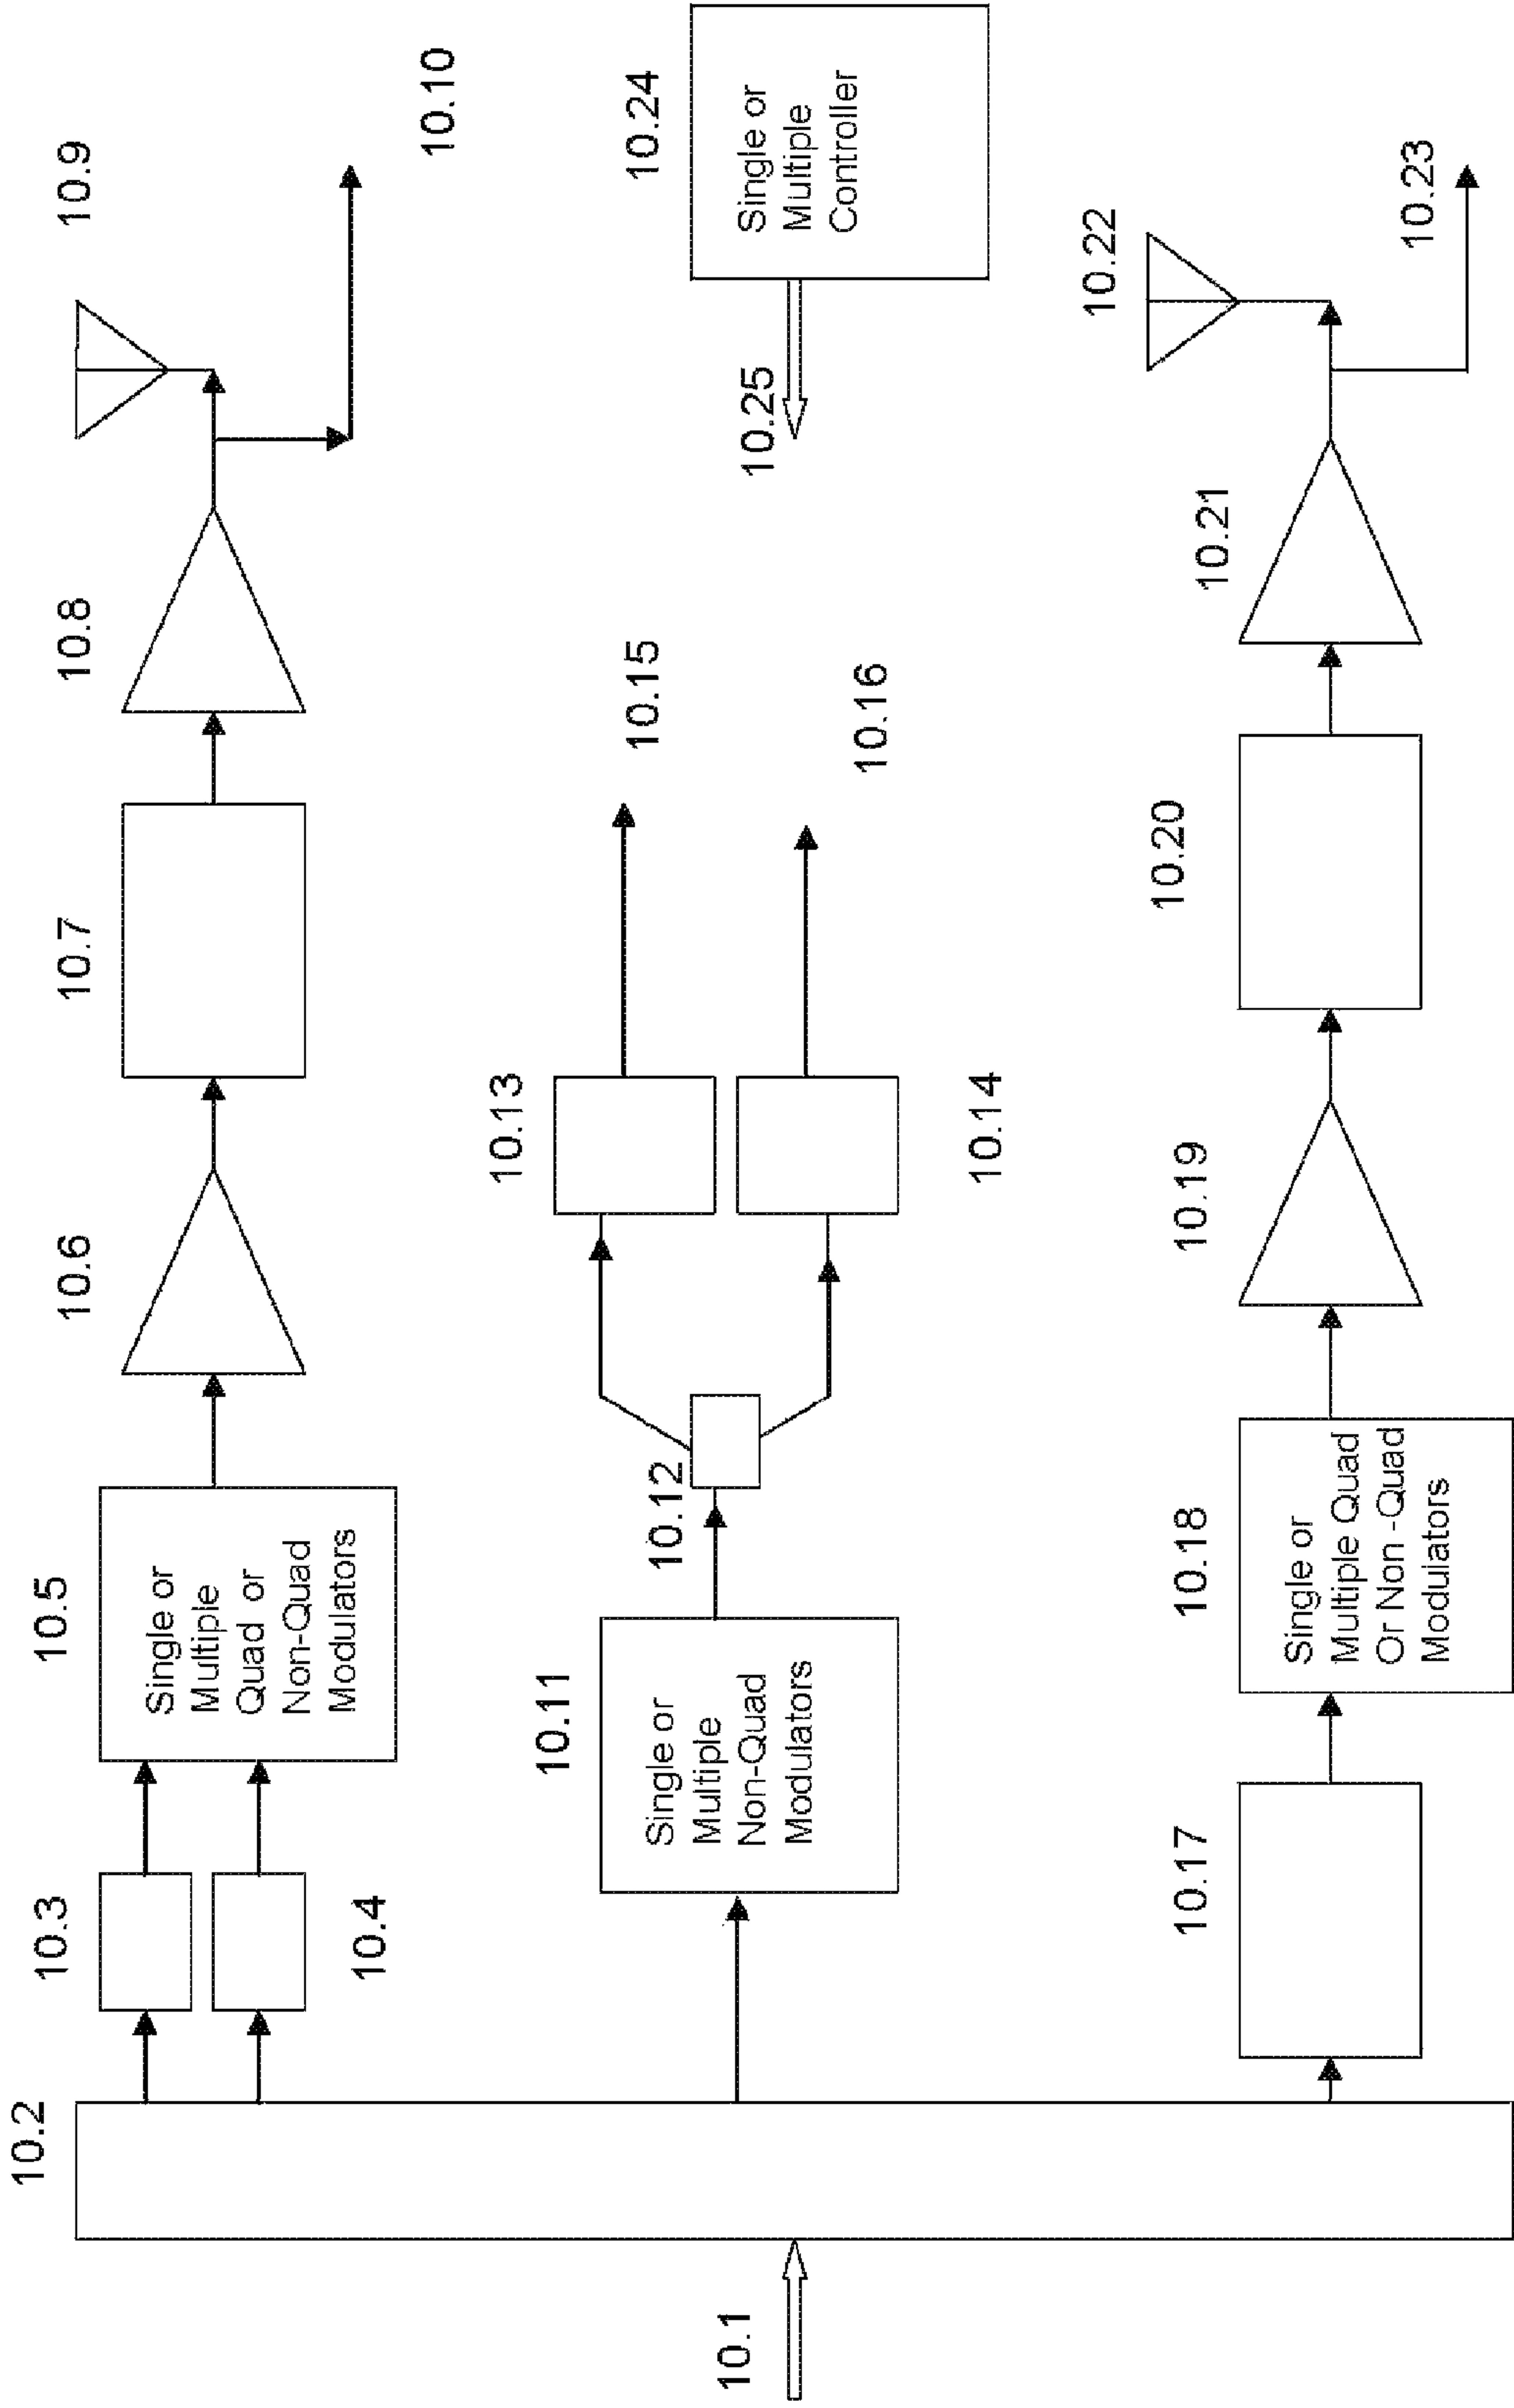 10.1
10.2
10.3
10.4
10.5
Single or
Multiple
Quad or
Non-Quad
Modulators
10.6
10.7
10.8
10.9
10.10
10.11
Single or
Multiple
Non-Quad
Modulators
10.12
10.13
10.14
10.15
10.16
10.17
10.18
Single or
Multiple Quad
Or Non -Quad
Modulators
10.19
10.20
10.21
10.22
10.23
10.24
Single or
Multiple
Controller
10.25